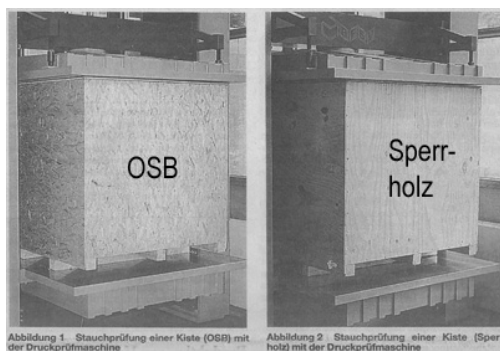 OSB
Sperr-
holz
Abbildung 1 Stauchprüfung einer Kiste (OSB) mit
der Druckprüfmaschine
Abbildung 2 Stauchprüfung einer Kiste (Sperr
holz) mit der Druckprüfmaschine